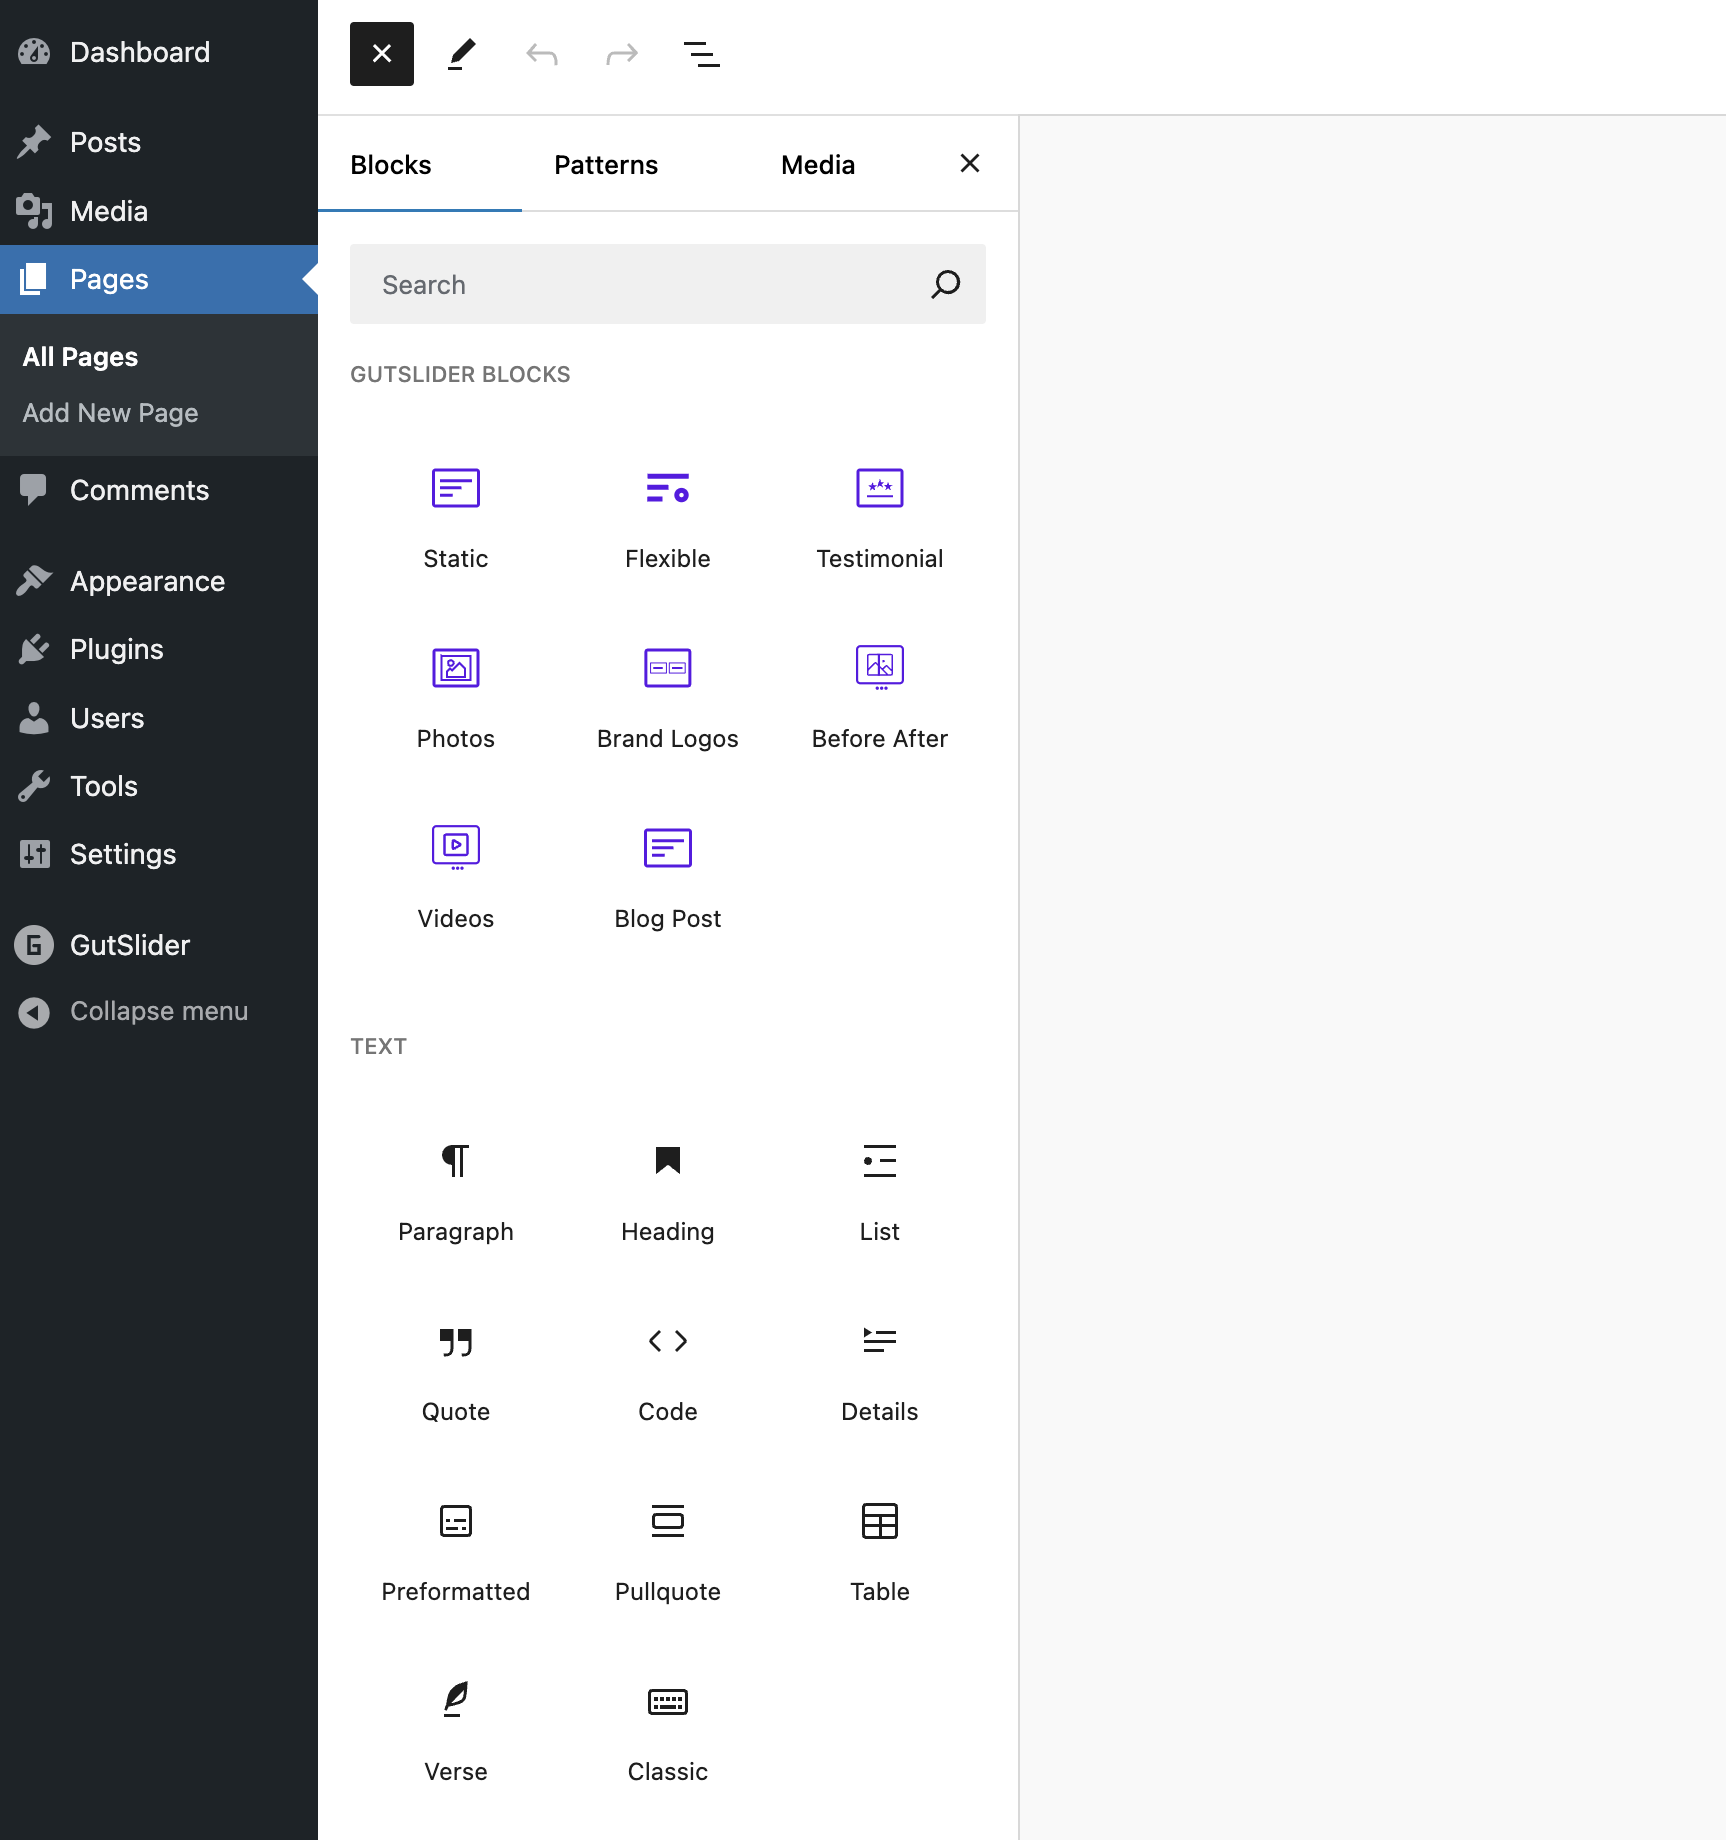 Dashboard
Posts
Media
Pages
All Pages
Add New Page
Comments
Appearance
Plugins
Users
Tools
Settings
GutSlider
Collapse menu
Blocks Patterns Media
Search
GUTSLIDER BLOCKS
Static Flexible Testimonial
Photos Brand Logos Before After
Videos Blog Post
TEXT
Paragraph Heading List
Quote Code Details
Preformatted Pullquote Table
Verse Classic